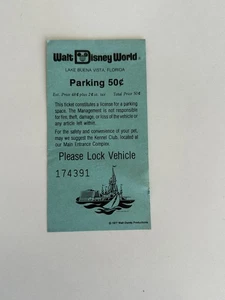 Walt Disney World®
LAKE BUENA VISTA, FLORIDA
Parking 50¢
This ticket constitutes a license for a parking
space. The Management is not responsible
for fire, theft, damage, or loss of the vehicle or
any article left within.
For the safety and convenience of your pet,
may we suggest the Kennel Club, located at
our Main Entrance Complex.
Please Lock Vehicle
174391